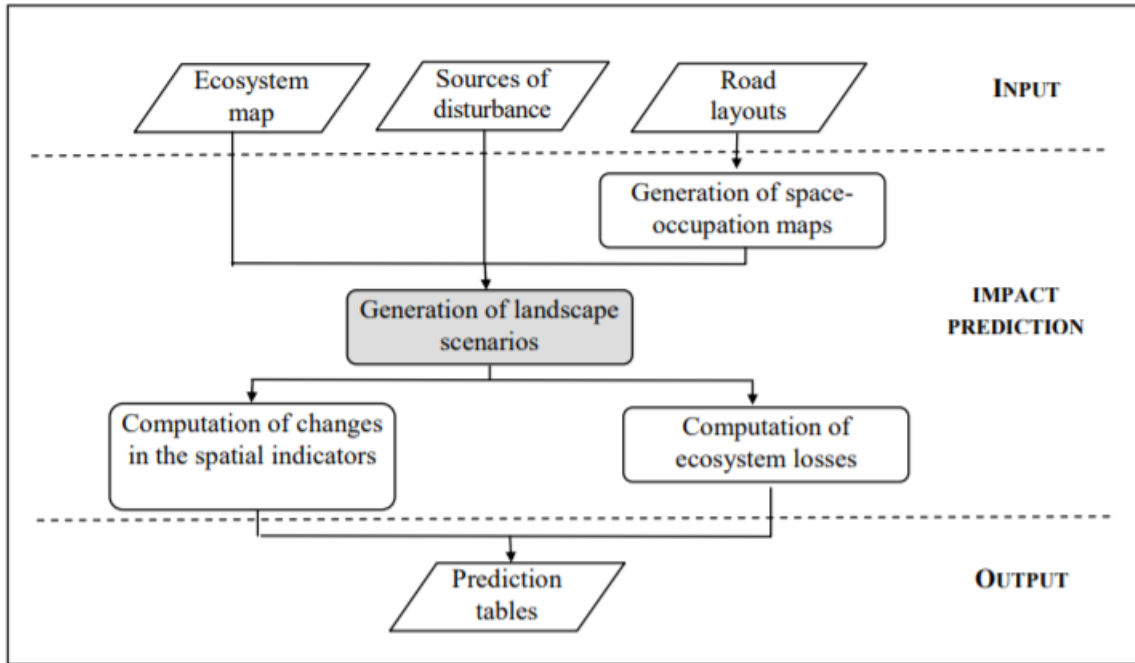 Ecosystem
map
Sources of
disturbance
Road
layouts
INPUT
Generation of space-
occupation maps
Generation of landscape
scenarios
IMPACT
PREDICTION
Computation of changes
in the spatial indicators
Computation of
ecosystem losses
Prediction
tables
OUTPUT